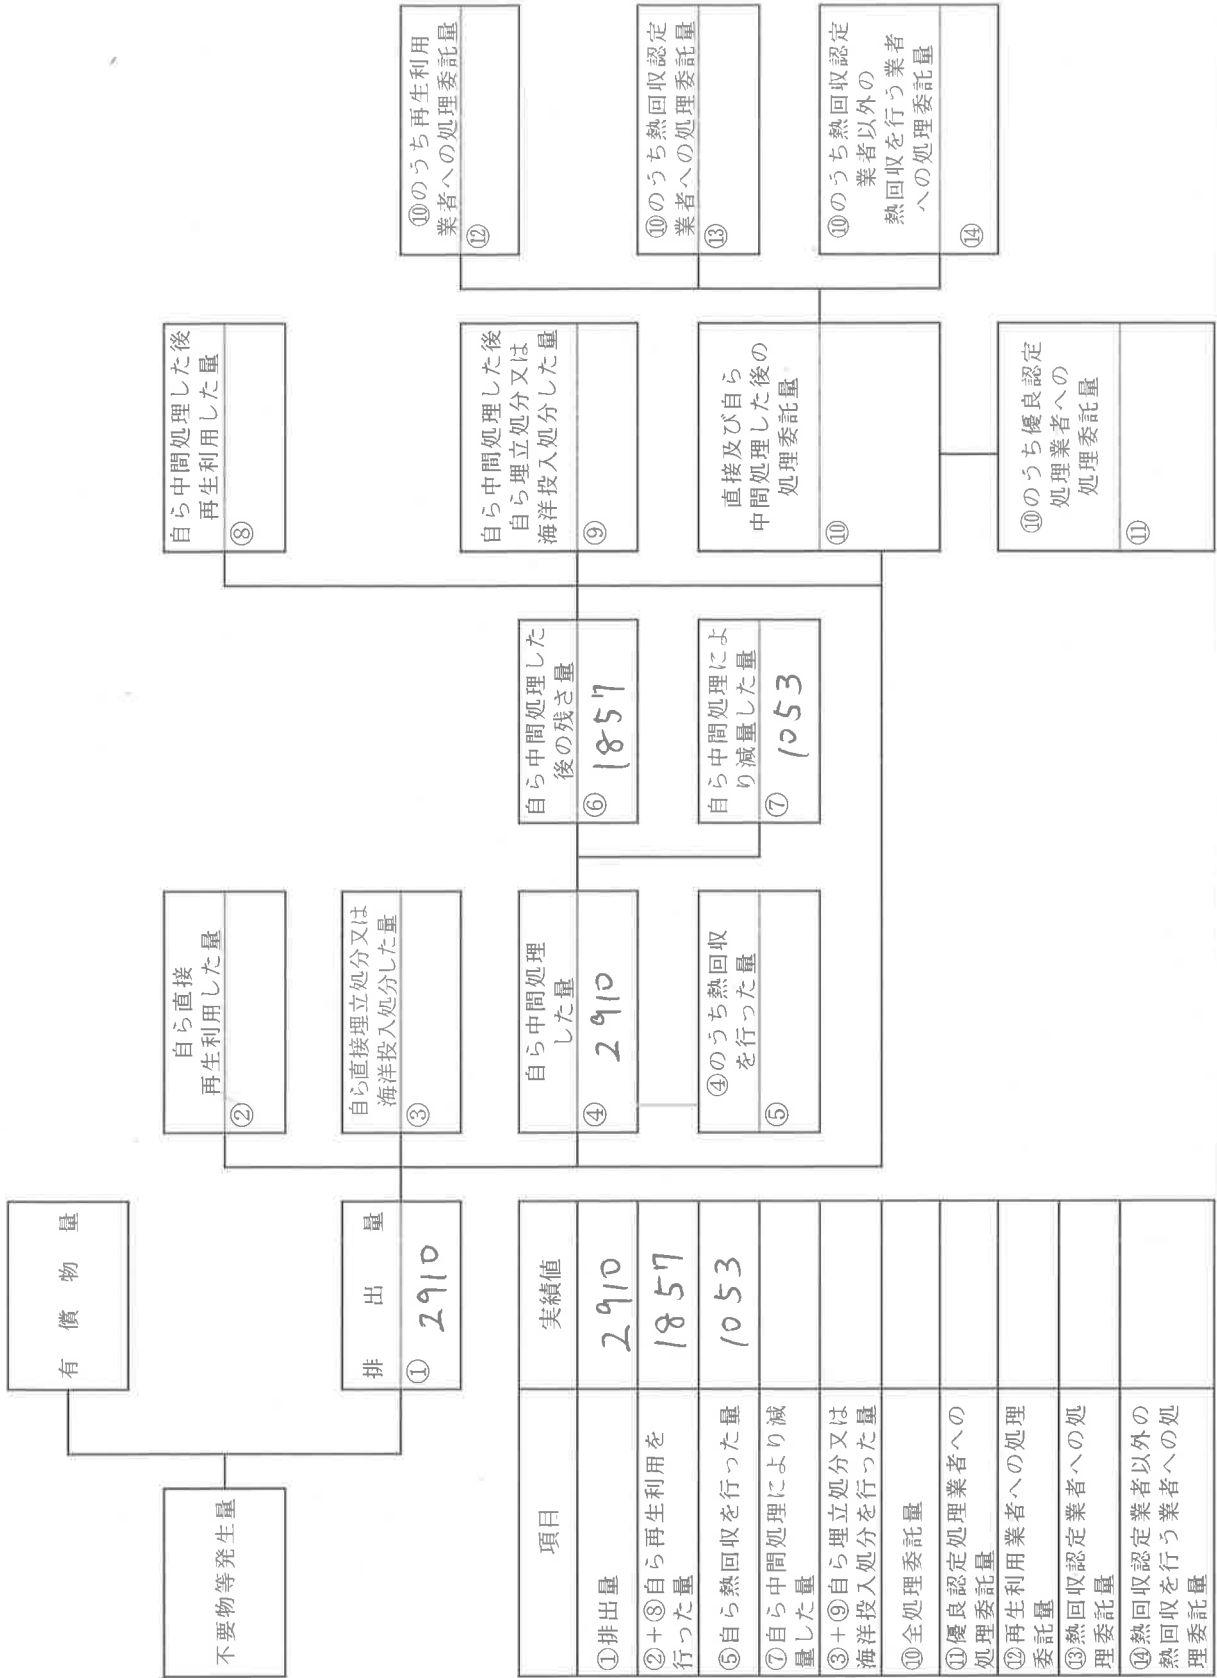 有償物量
不要物等発生量
排出量
① 2910
自ら直接
再生利用した量
②
自ら直接埋立処分又は
海洋投入処分した量
③
自ら中間処理
した量
④ 2910
④のうち熱回収
を行った量
⑤
自ら中間処理した
後の残さ量
⑥ 1857
自ら中間処理によ
り減量した量
⑦ 1053
自ら中間処理した後
再生利用した量
⑧
自ら中間処理した後
自ら埋立処分又は
海洋投入処分した量
⑨
直接及び自ら
中間処理した後の
処理委託量
⑩
⑩のうち優良認定
処理業者への
処理委託量
⑪
⑩のうち再生利用
業者への処理委託量
⑫
⑩のうち熱回収認定
業者への処理委託量
⑬
⑩のうち熱回収認定
業者以外の
熱回収を行う業者
への処理委託量
⑭
項目 実績値
①排出量 2910
②+⑧自ら再生利用を
行った量 1857
⑤自ら熱回収を行った量 1053
⑦自ら中間処理により減
量した量
③+⑨自ら埋立処分又は
海洋投入処分を行った量
⑩全処理委託量
⑪優良認定処理業者への
処理委託量
⑫再生利用業者への処理
委託量
⑬熱回収認定業者への処
理委託量
⑭熱回収認定業者以外の
熱回収を行う業者への処
理委託量